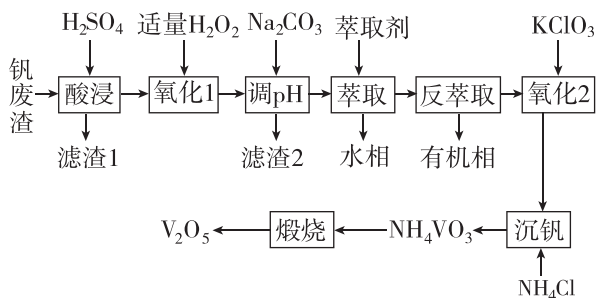 H₂SO₄ 适量H₂O₂ Na₂CO₃ 萃取剂 KClO₃
钒废渣 酸浸 氧化1 调pH 萃取 反萃取 氧化2
滤渣1 滤渣2 水相 有机相
V₂O₅ 煅烧 NH₄VO₃ 沉钒
NH₄Cl